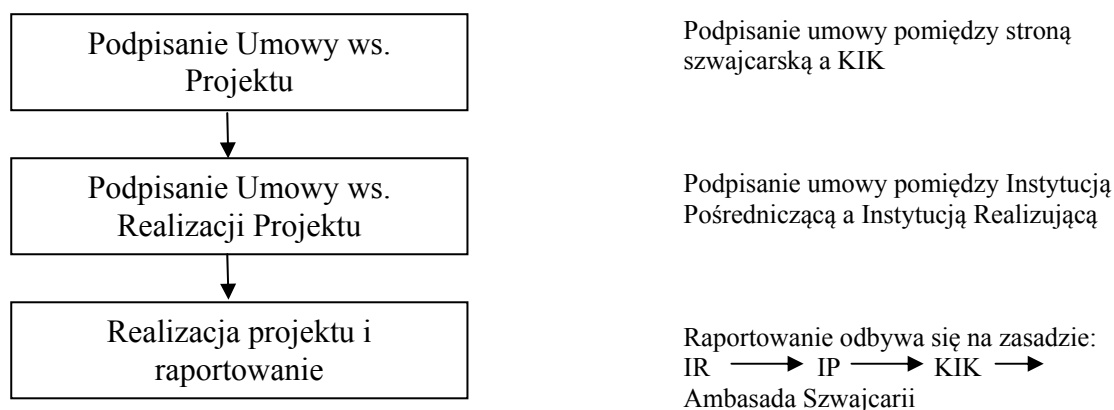 Podpisanie Umowy ws.
Projektu
Podpisanie umowy pomiędzy stroną
szwajcarską a KIK
Podpisanie Umowy ws.
Realizacji Projektu
Podpisanie umowy pomiędzy Instytucją
Pośredniczącą a Instytucją Realizującą
Realizacja projektu i
raportowanie
Raportowanie odbywa się na zasadzie:
IR → IP → KIK →
Ambasada Szwajcarii